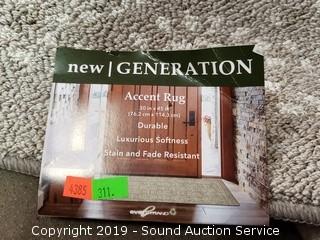 new | GENERATION
Accent Rug
30 in x 45 in
(76.2 cm x 114.3 cm)
Durable
Luxurious Softness
Stain and Fade Resistant
4385
311.
everGRAND
Copyright 2019 - Sound Auction Service